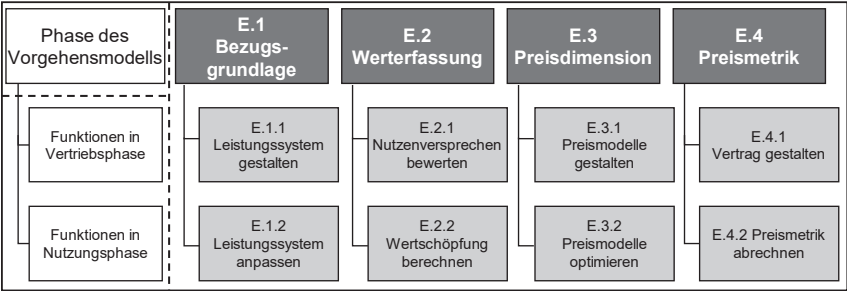 Phase des
Vorgehensmodells
E.1
Bezugs-
grundlage
E.2
Werterfassung
E.3
Preisdimension
E.4
Preismetrik
Funktionen in
Vertriebsphase
E.1.1
Leistungssystem
gestalten
E.2.1
Nutzenversprechen
bewerten
E.3.1
Preismodelle
gestalten
E.4.1
Vertrag gestalten
Funktionen in
Nutzungsphase
E.1.2
Leistungssystem
anpassen
E.2.2
Wertschöpfung
berechnen
E.3.2
Preismodelle
optimieren
E.4.2 Preismetrik
abrechnen